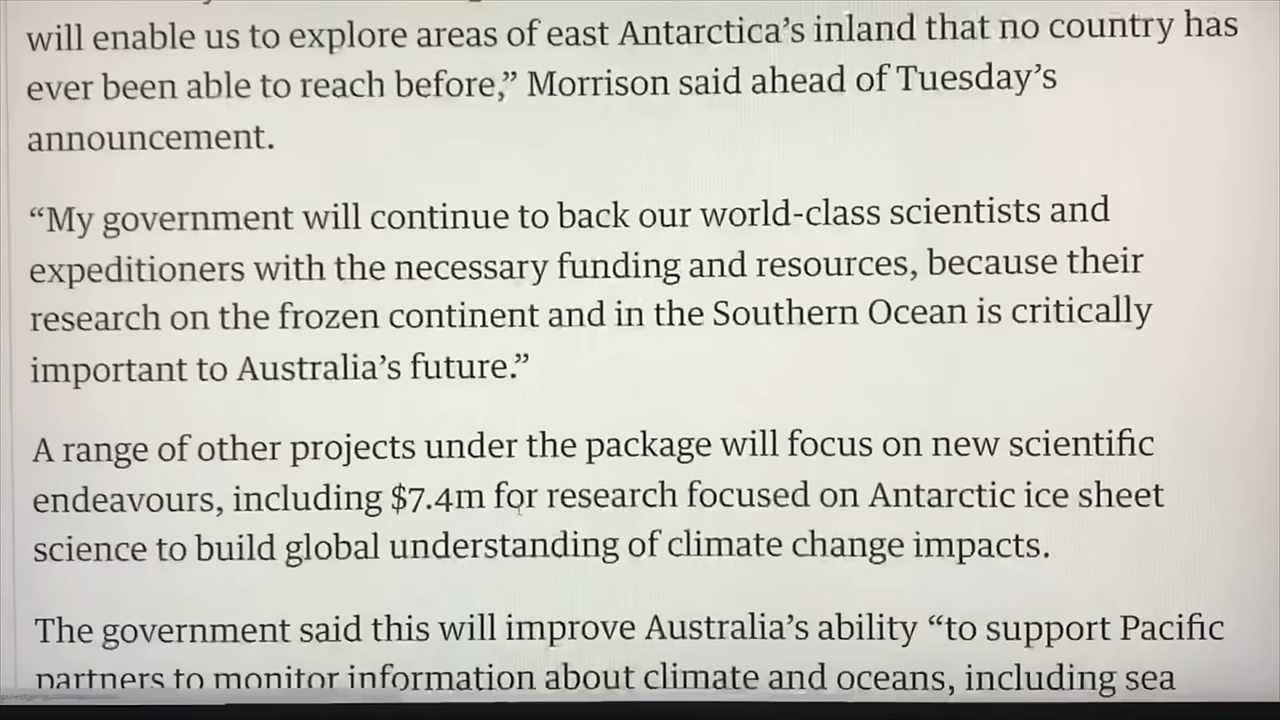 will enable us to explore areas of east Antarctica’s inland that no country has
ever been able to reach before,” Morrison said ahead of Tuesday’s
announcement.
“My government will continue to back our world-class scientists and
expeditioners with the necessary funding and resources, because their
research on the frozen continent and in the Southern Ocean is critically
important to Australia’s future.”
A range of other projects under the package will focus on new scientific
endeavours, including $7.4m for research focused on Antarctic ice sheet
science to build global understanding of climate change impacts.
The government said this will improve Australia’s ability “to support Pacific
partners to monitor information about climate and oceans, including sea